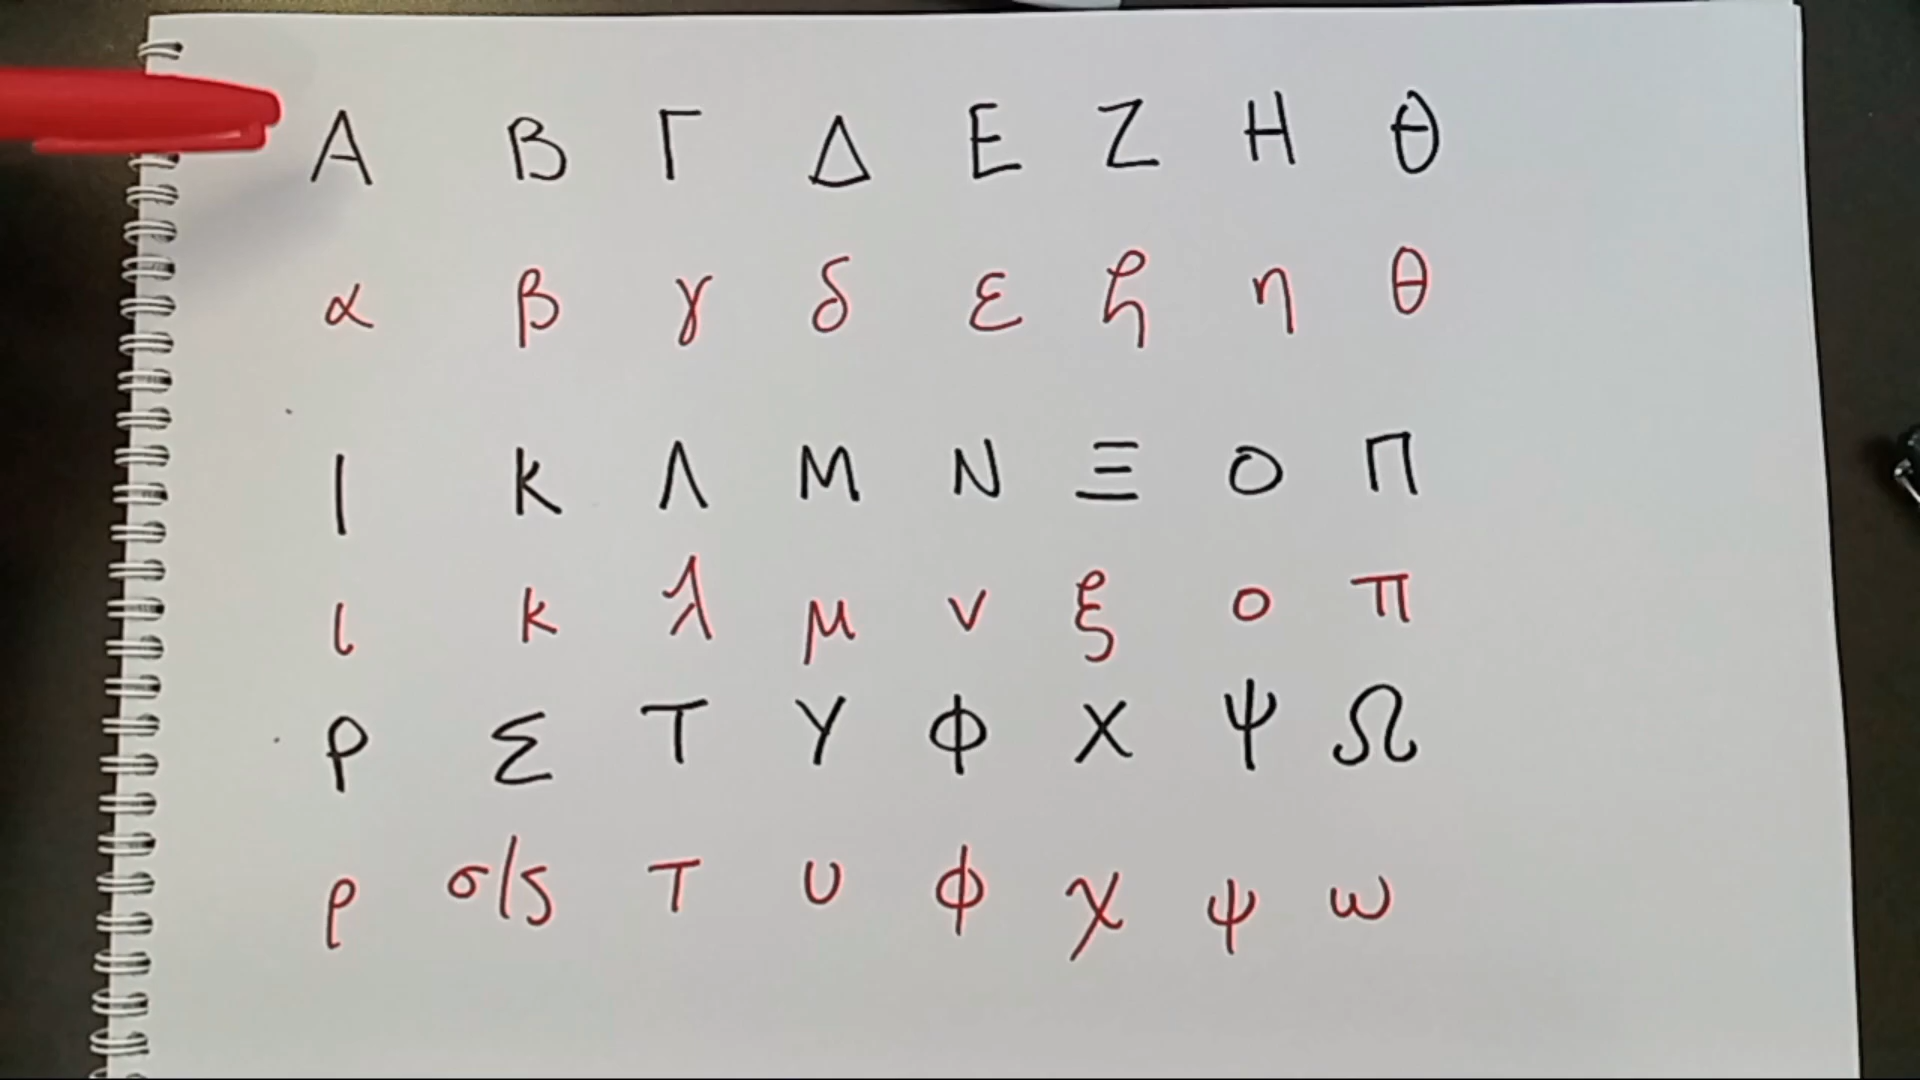 Α Β Γ Δ Ε Ζ Η Θ
α β γ δ ε ζ η θ
Ι Κ Λ Μ Ν Ξ Ο Π
ι κ λ μ ν ξ ο π
Ρ Σ Τ Υ Φ Χ Ψ Ω
ρ σ/ς τ υ φ χ ψ ω